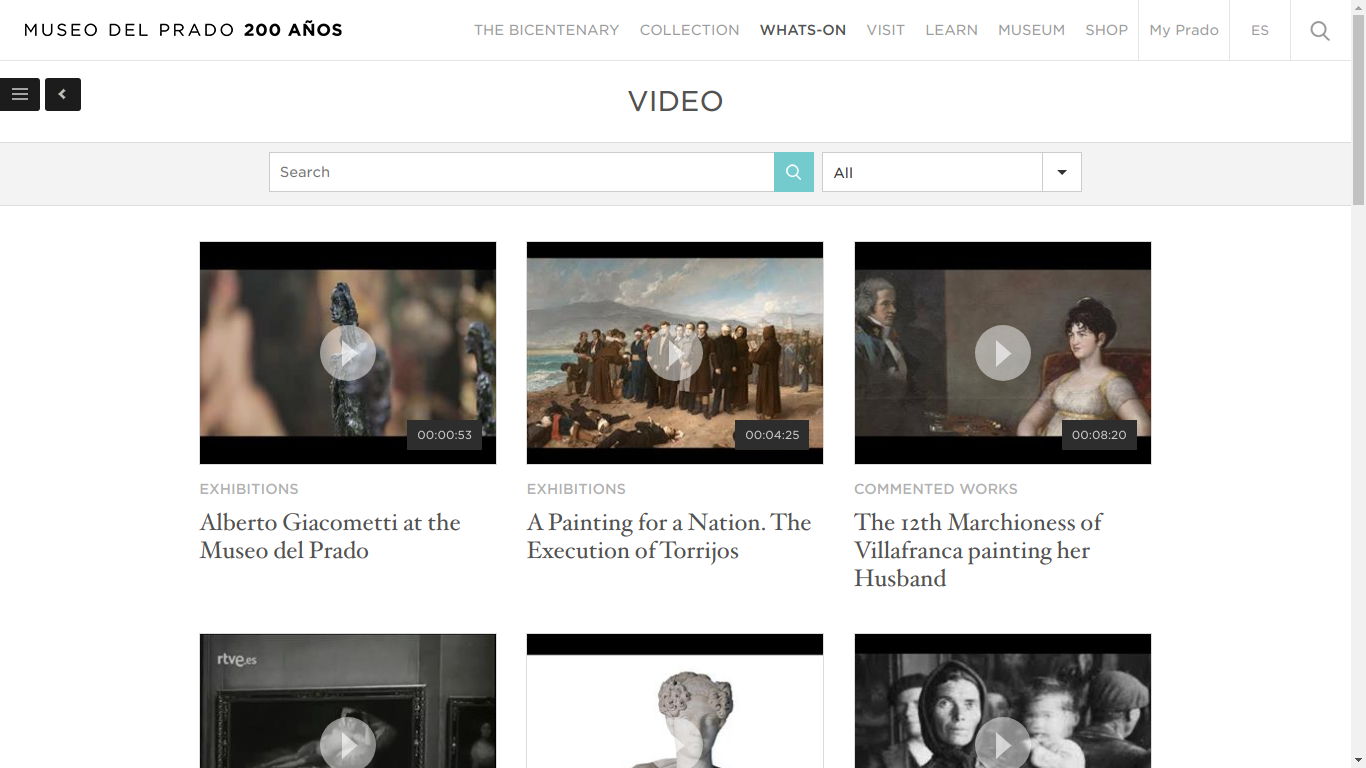 MUSEO DEL PRADO 200 AÑOS
THE BICENTENARY
COLLECTION
WHATS-ON
VISIT
LEARN
MUSEUM
SHOP
My Prado
ES
VIDEO
Search
All
00:00:53
00:04:25
00:08:20
EXHIBITIONS
Alberto Giacometti at the
Museo del Prado
EXHIBITIONS
A Painting for a Nation. The
Execution of Torrijos
COMMENTED WORKS
The 12th Marchioness of
Villafranca painting her
Husband
rtve.es